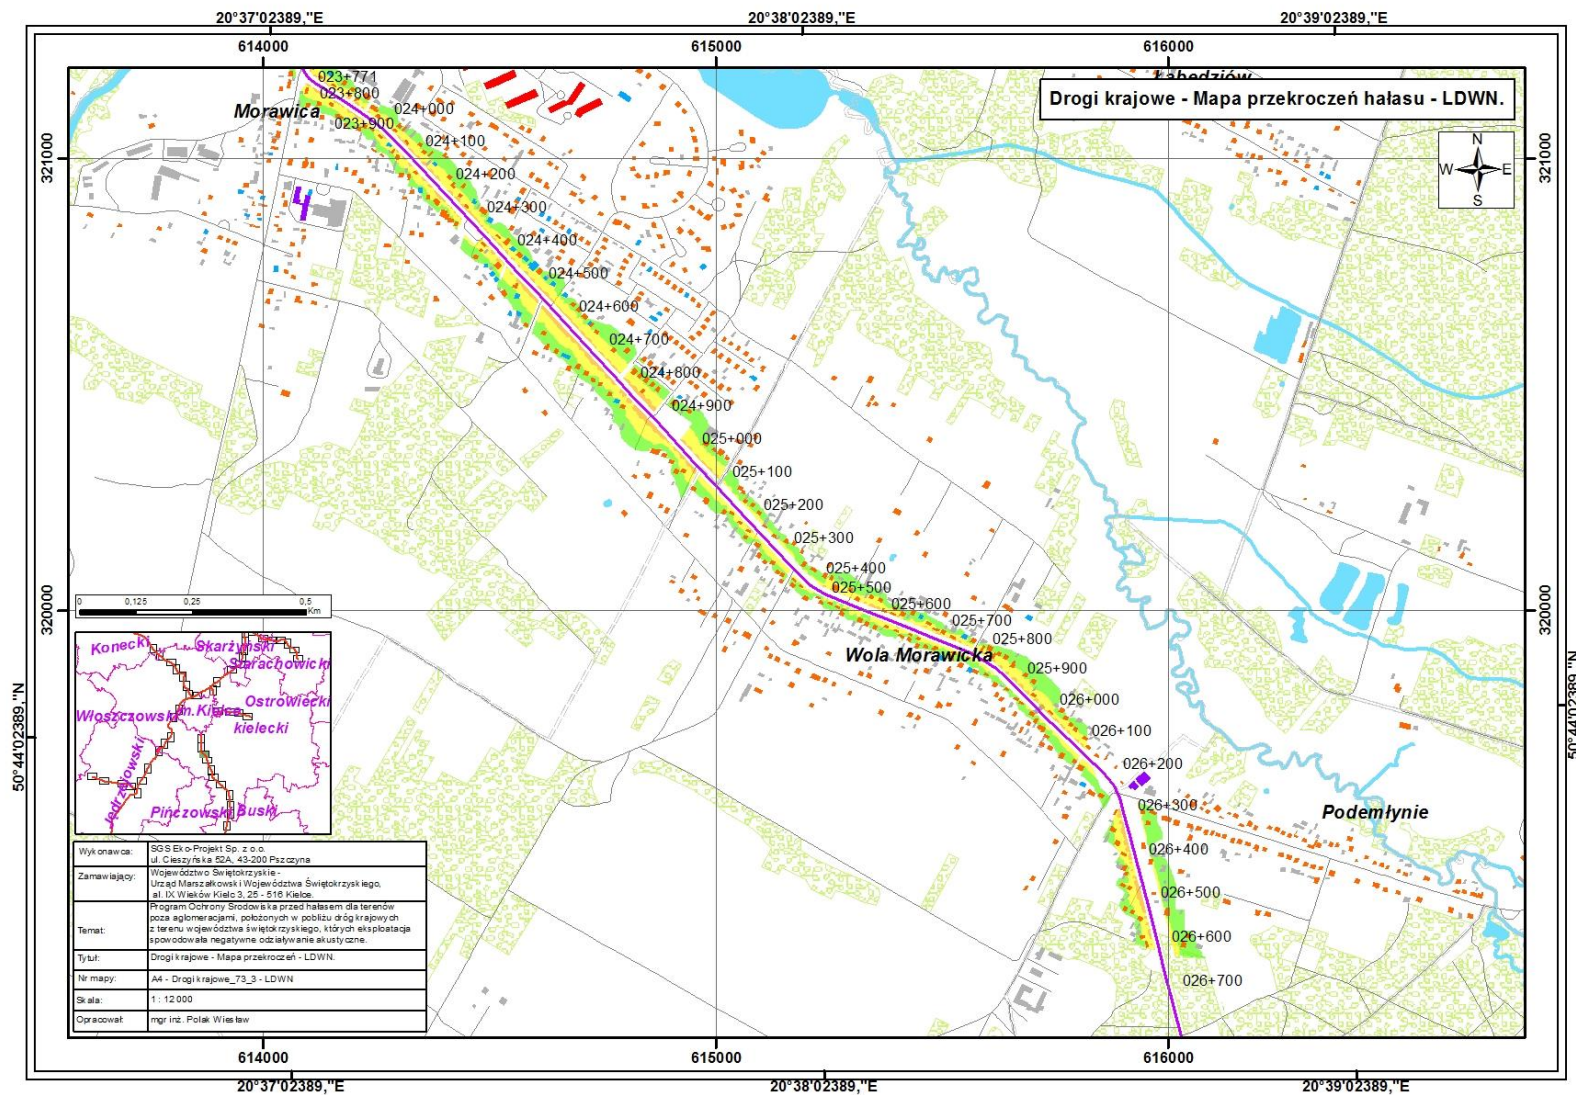 20°37'02389,"E
20°38'02389,"E
20°39'02389,"E
614000
615000
616000
Łabędziów
Drogi krajowe - Mapa przekroczeń hałasu - LDWN.
N
W
E
S
321000
321000
Morawica
023+771
023+800
023+900
024+000
024+100
024+200
024+300
024+400
024+500
024+600
024+700
024+800
024+900
025+000
025+100
025+200
025+300
025+400
025+500
025+600
025+700
025+800
Wola Morawicka
025+900
026+000
026+100
026+200
026+300
Podemłynie
026+400
026+500
026+600
026+700
320000
320000
0
0,125
0,25
0,5
Km
Konecki
Skarżyski
Starachowicki
Ostrowiecki
Włoszczowski
m.Kielce
kielecki
Jędrzejowski
Pińczowski
Buski
50°44'02389,"N
50°44'02389,"N
Wykonawca:
SGS Eko-Projekt Sp. z o.o.
ul. Cieszyńska 52A, 43-200 Pszczyna
Zamawiający:
Województwo Świętokrzyskie -
Urząd Marszałkowski Województwa Świętokrzyskiego,
al. IX Wieków Kielc 3, 25 - 516 Kielce.
Temat:
Program Ochrony Środowiska przed hałasem dla terenów
poza aglomeracjami, położonych w pobliżu dróg krajowych
z terenu województwa świętokrzyskiego, których eksploatacja
spowodowała negatywne oddziaływanie akustyczne.
Tytuł:
Drogi krajowe - Mapa przekroczeń - LDWN.
Nr mapy:
A4 - Drogi krajowe_73_3 - LDWN
Skala:
1 : 12 000
Opracował:
mgr inż. Polak Wiesław
614000
615000
616000
20°37'02389,"E
20°38'02389,"E
20°39'02389,"E